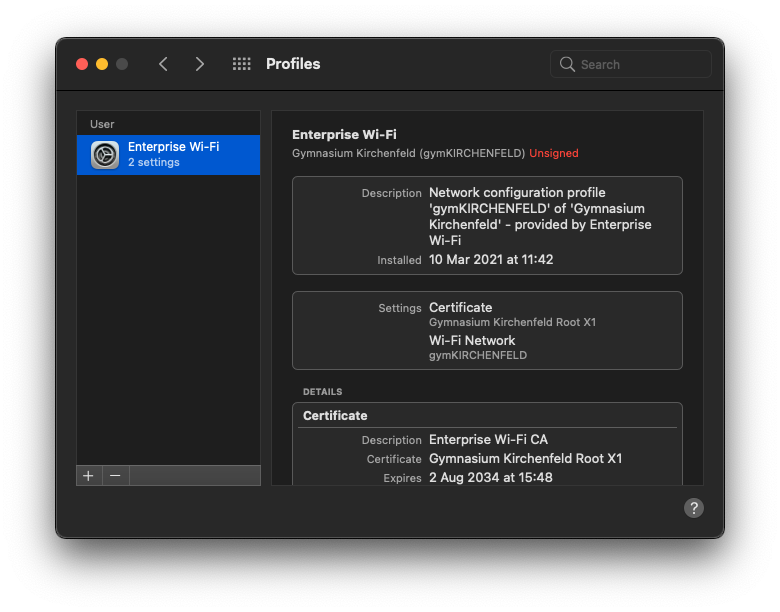 Profiles
Search
User
Enterprise Wi-Fi
2 settings
Enterprise Wi-Fi
Gymnasium Kirchenfeld (gymKIRCHENFELD) Unsigned
Description Network configuration profile
'gymKIRCHENFELD' of 'Gymnasium
Kirchenfeld' - provided by Enterprise
Wi-Fi
Installed 10 Mar 2021 at 11:42
Settings Certificate
Gymnasium Kirchenfeld Root X1
Wi-Fi Network
gymKIRCHENFELD
DETAILS
Certificate
Description Enterprise Wi-Fi CA
Certificate Gymnasium Kirchenfeld Root X1
Expires 2 Aug 2034 at 15:48
+ −
?